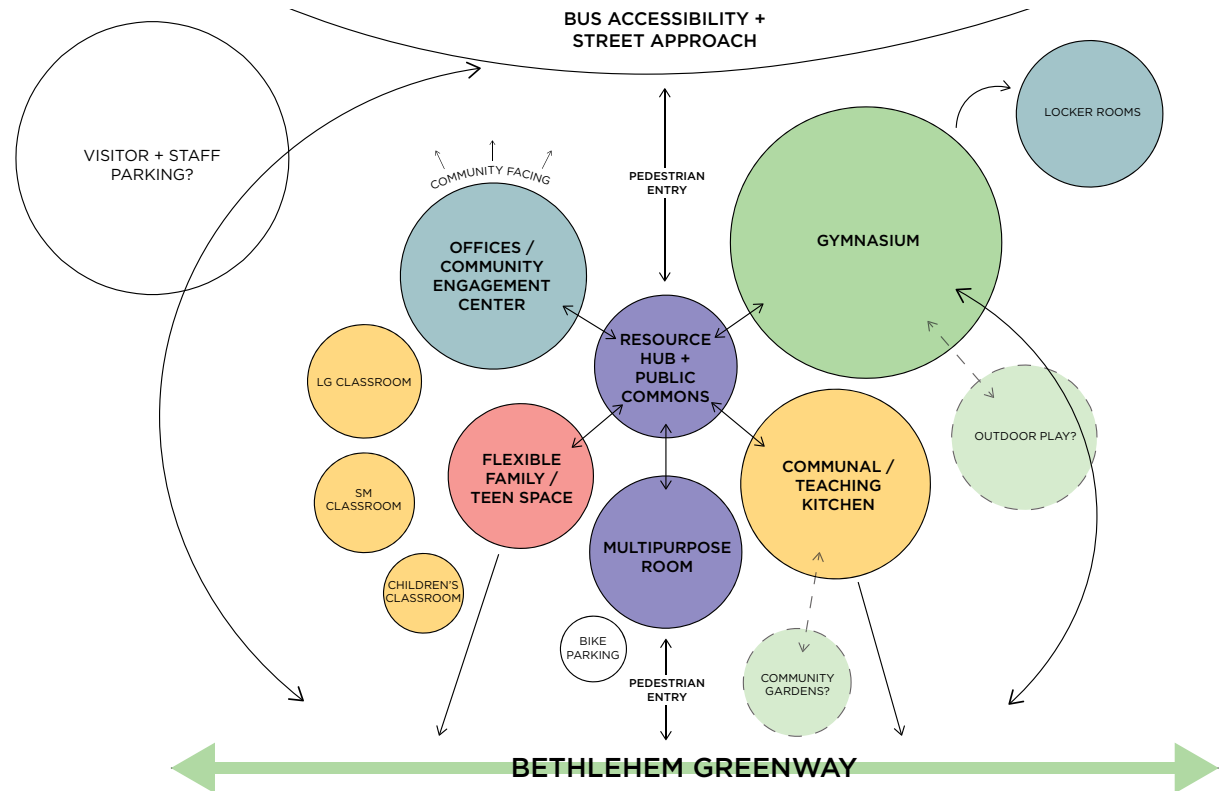 BUS ACCESSIBILITY +
STREET APPROACH
LOCKER ROOMS
VISITOR + STAFF
PARKING?
COMMUNITY FACING
PEDESTRIAN
ENTRY
GYMNASIUM
OFFICES /
COMMUNITY
ENGAGEMENT
CENTER
RESOURCE
HUB +
PUBLIC
COMMONS
LG CLASSROOM
FLEXIBLE
FAMILY /
TEEN SPACE
COMMUNAL /
TEACHING
KITCHEN
OUTDOOR PLAY?
SM
CLASSROOM
MULTIPURPOSE
ROOM
CHILDREN'S
CLASSROOM
BIKE
PARKING
PEDESTRIAN
ENTRY
COMMUNITY
GARDENS?
BETHLEHEM GREENWAY